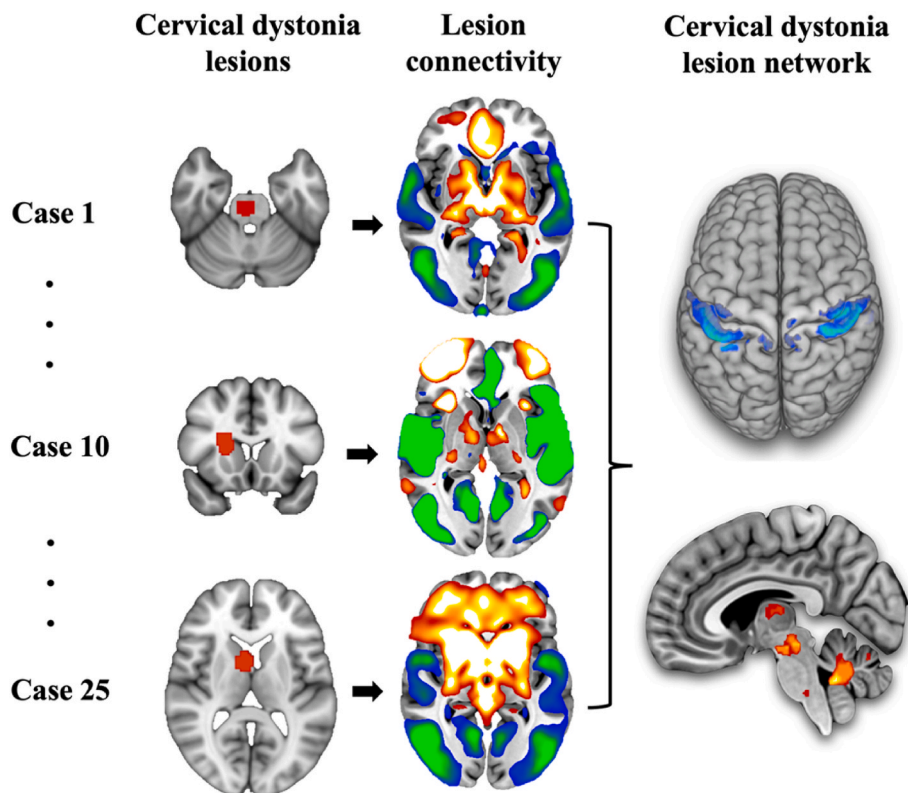 Cervical dystonia
lesions
Lesion
connectivity
Cervical dystonia
lesion network
Case 1
Case 10
Case 25